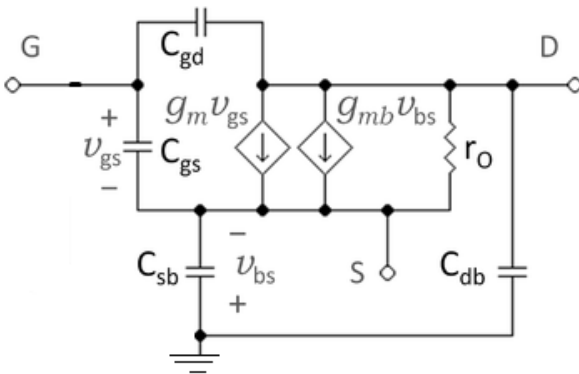 G
C_gd
D
+
g_m v_gs
g_mb v_bs
v_gs
C_gs
r_O
−
−
C_sb
v_bs
S
C_db
+